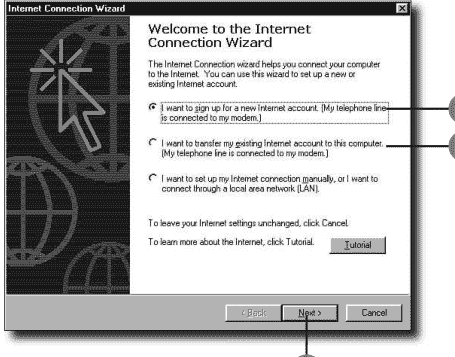 Internet Connection Wizard
Welcome to the Internet
Connection Wizard
The Internet Connection wizard helps you connect your computer
to the Internet. You can use this wizard to set up a new or
existing Internet account.
I want to sign up for a new Internet account. (My telephone line
is connected to my modem.)
I want to transfer my existing Internet account to this computer.
(My telephone line is connected to my modem.)
I want to set up my Internet connection manually, or I want to
connect through a local area network (LAN).
To leave your Internet settings unchanged, click Cancel.
To learn more about the Internet, click Tutorial.
Tutorial
< Back
Next >
Cancel